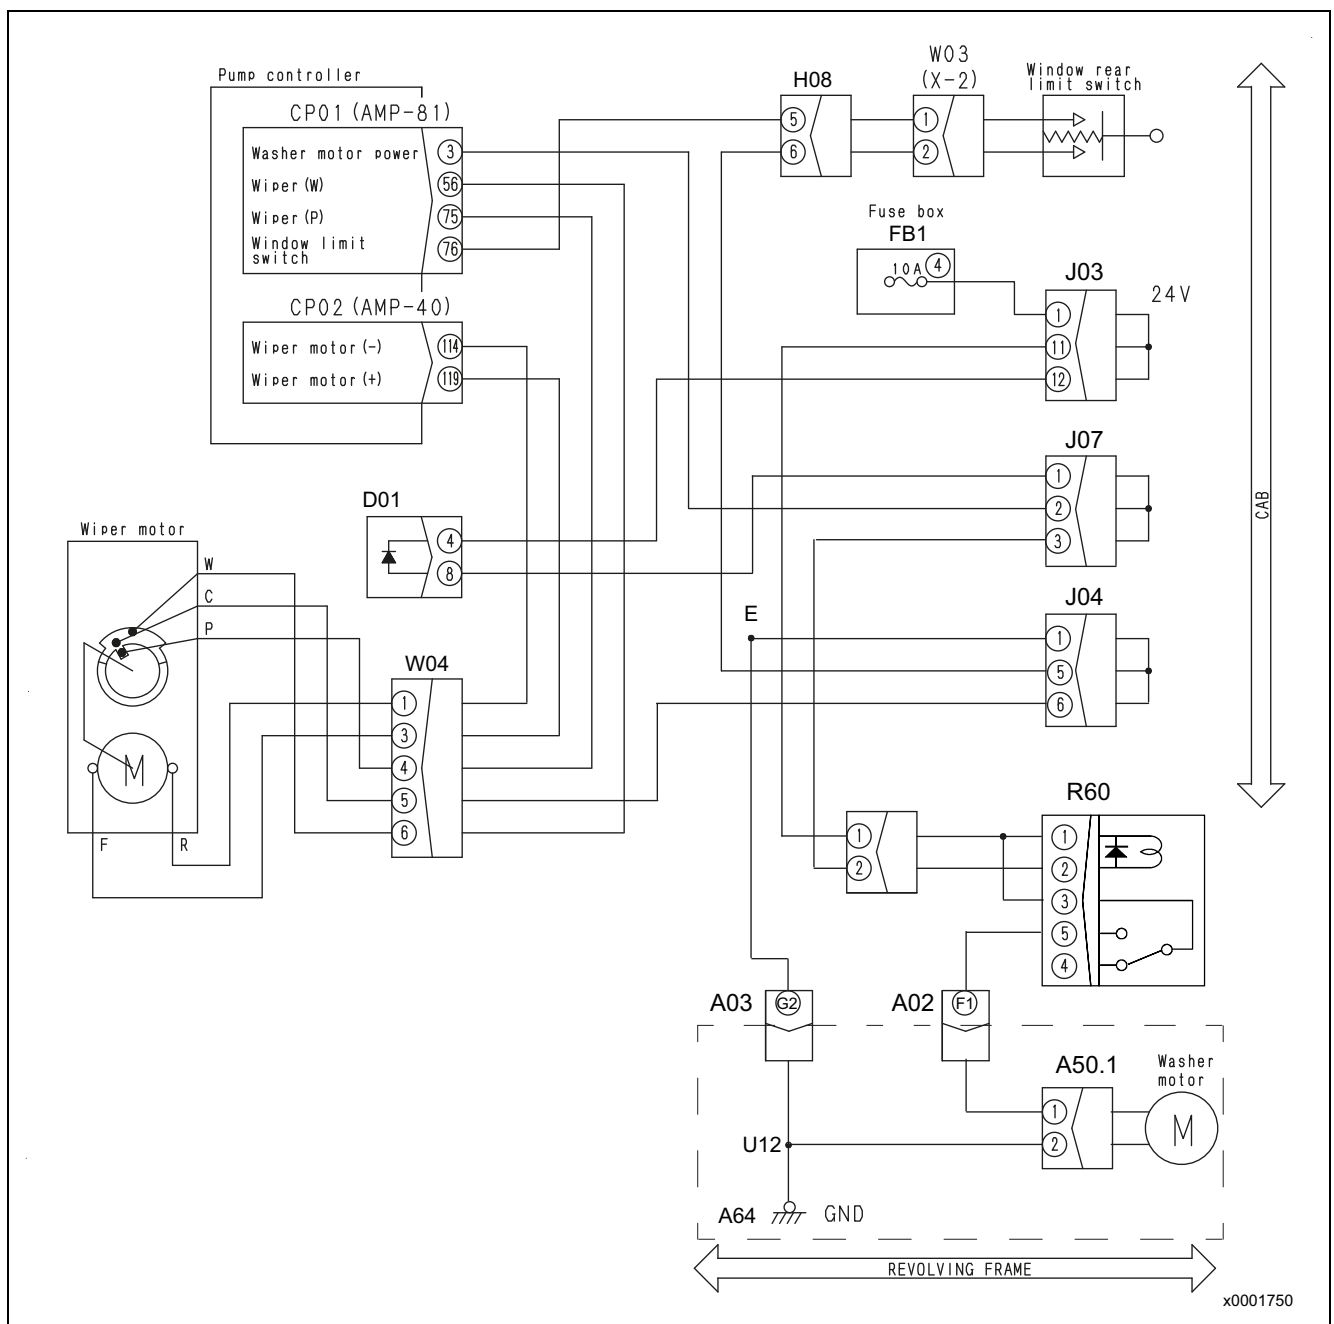 Pump controller
CP01 (AMP-81)
Washer motor power 3
Wiper (W) 56
Wiper (P) 75
Window limit
switch 76
CP02 (AMP-40)
Wiper motor (-) 114
Wiper motor (+) 119
H08
5
6
W03
(X-2)
1
2
Window rear
limit switch
Fuse box
FB1
10A 4
J03
24V
1
11
12
CAB
J07
1
2
3
D01
4
8
Wiper motor
W
C
P
M
F R
W04
1
3
4
5
6
E
J04
1
5
6
1
2
R60
1
2
3
5
4
A03 G2
A02 F1
A50.1
1
2
Washer
motor
M
U12
A64 GND
REVOLVING FRAME
x0001750